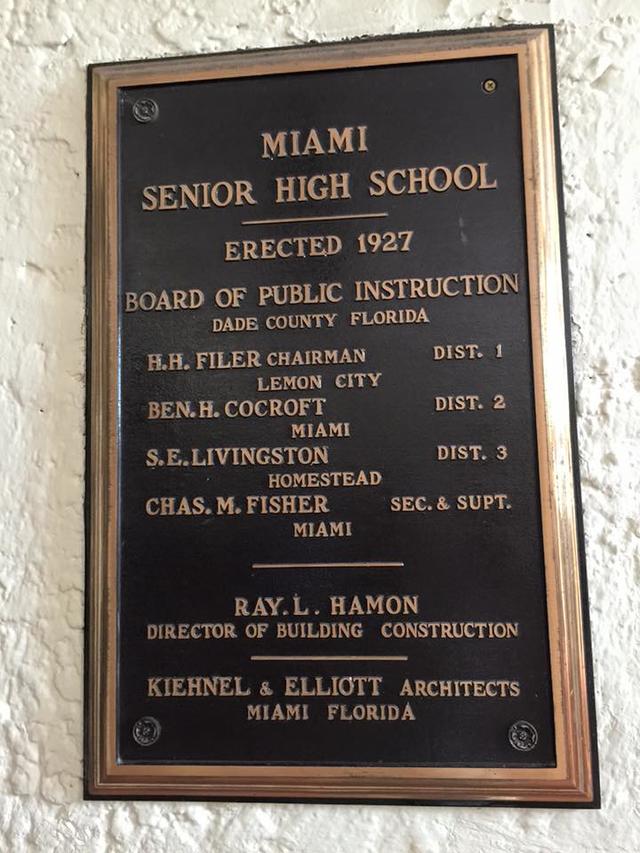 MIAMI
SENIOR HIGH SCHOOL
ERECTED 1927
BOARD OF PUBLIC INSTRUCTION
DADE COUNTY FLORIDA
H.H. FILER CHAIRMAN DIST. 1
LEMON CITY
BEN. H. COCROFT DIST. 2
MIAMI
S.E. LIVINGSTON DIST. 3
HOMESTEAD
CHAS. M. FISHER SEC. & SUPT.
MIAMI
RAY. L. HAMON
DIRECTOR OF BUILDING CONSTRUCTION
KIEHNEL & ELLIOTT ARCHITECTS
MIAMI FLORIDA